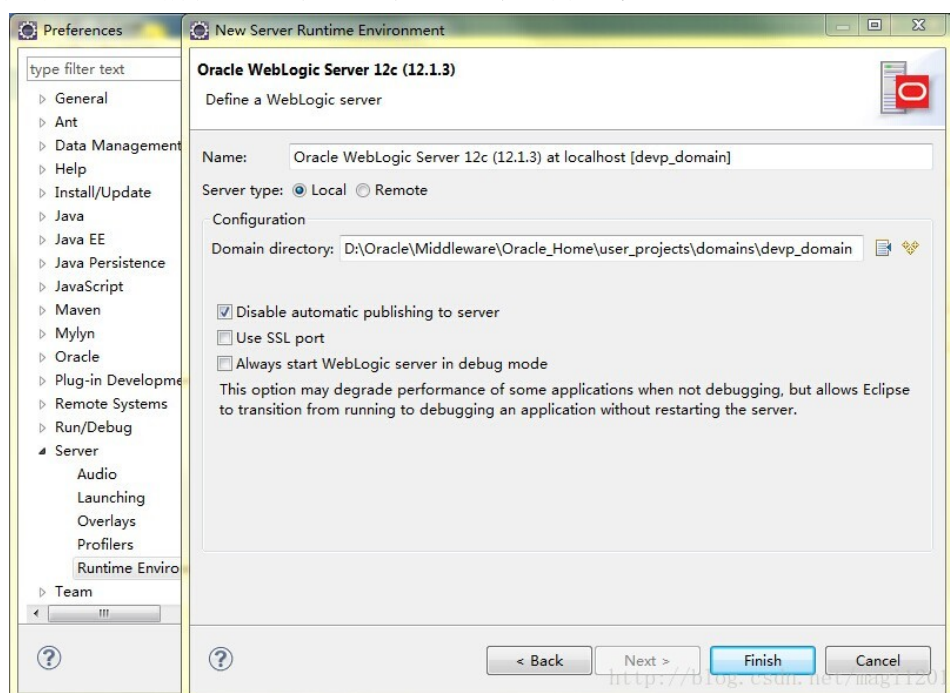 Preferences
type filter text
General
Ant
Data Management
Help
Install/Update
Java
Java EE
Java Persistence
JavaScript
Maven
Mylyn
Oracle
Plug-in Developme
Remote Systems
Run/Debug
Server
Audio
Launching
Overlays
Profilers
Runtime Enviro
Team
New Server Runtime Environment
Oracle WebLogic Server 12c (12.1.3)
Define a WebLogic server
Name: Oracle WebLogic Server 12c (12.1.3) at localhost [devp_domain]
Server type: Local Remote
Configuration
Domain directory: D:\Oracle\Middleware\Oracle_Home\user_projects\domains\devp_domain
Disable automatic publishing to server
Use SSL port
Always start WebLogic server in debug mode
This option may degrade performance of some applications when not debugging, but allows Eclipse
to transition from running to debugging an application without restarting the server.
< Back Next > Finish Cancel
http://blog.csdn.net/magi1201